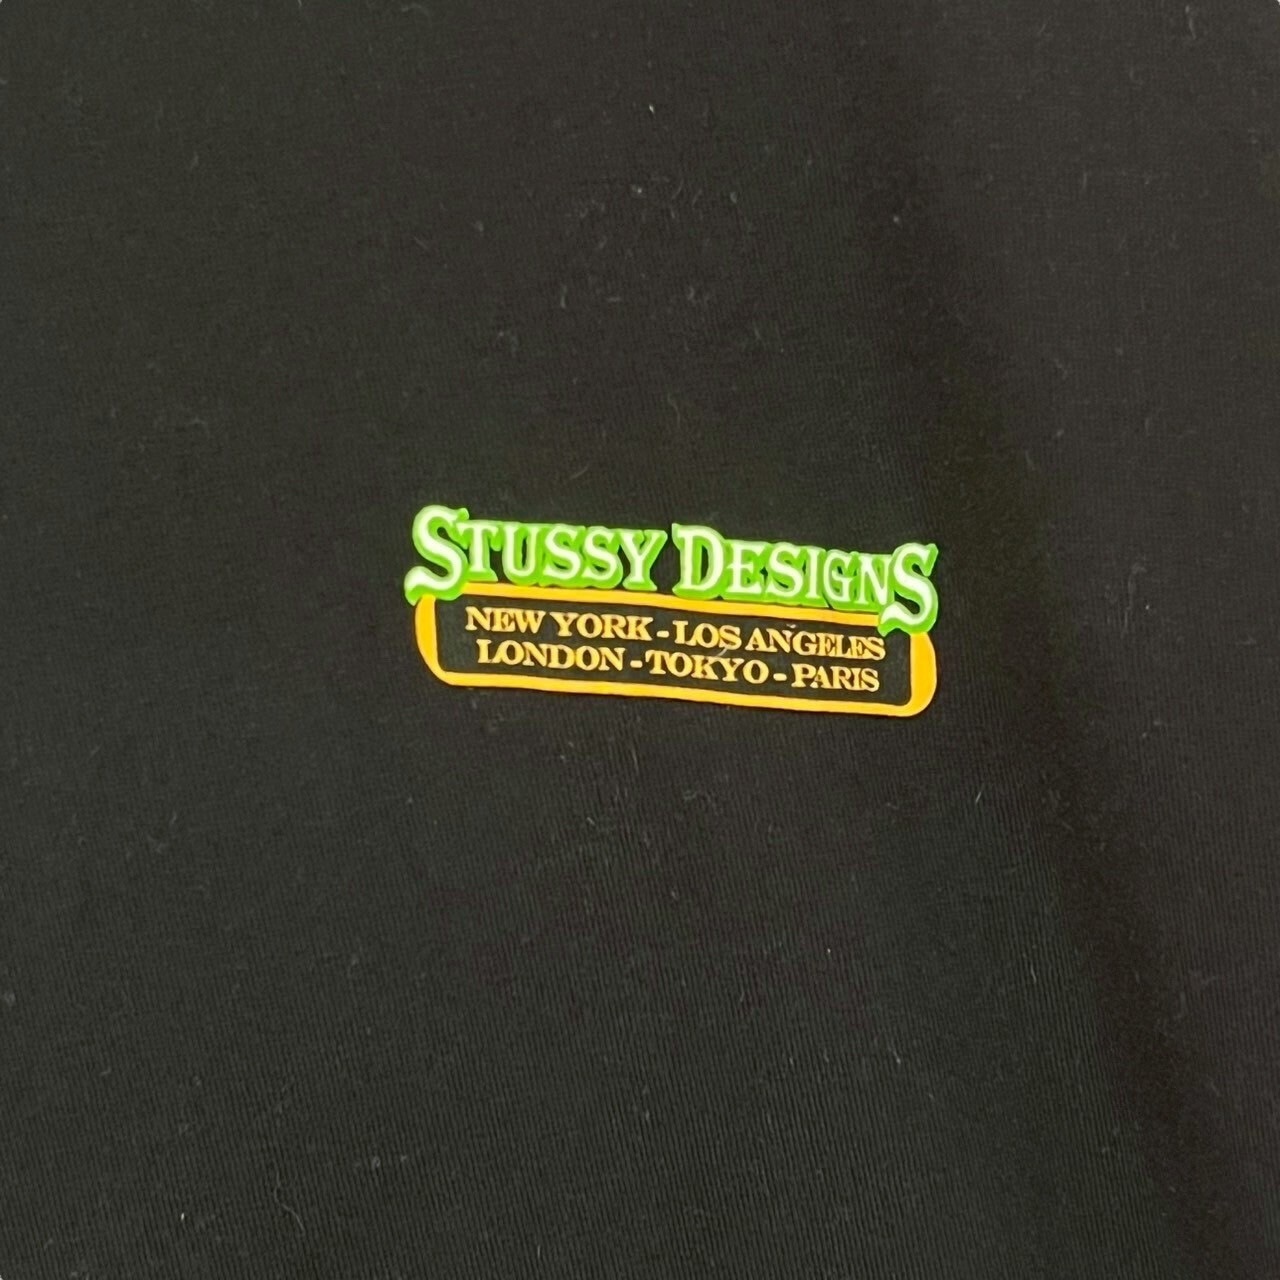 STUSSY DESIGNS
NEW YORK - LOS ANGELES
LONDON - TOKYO - PARIS